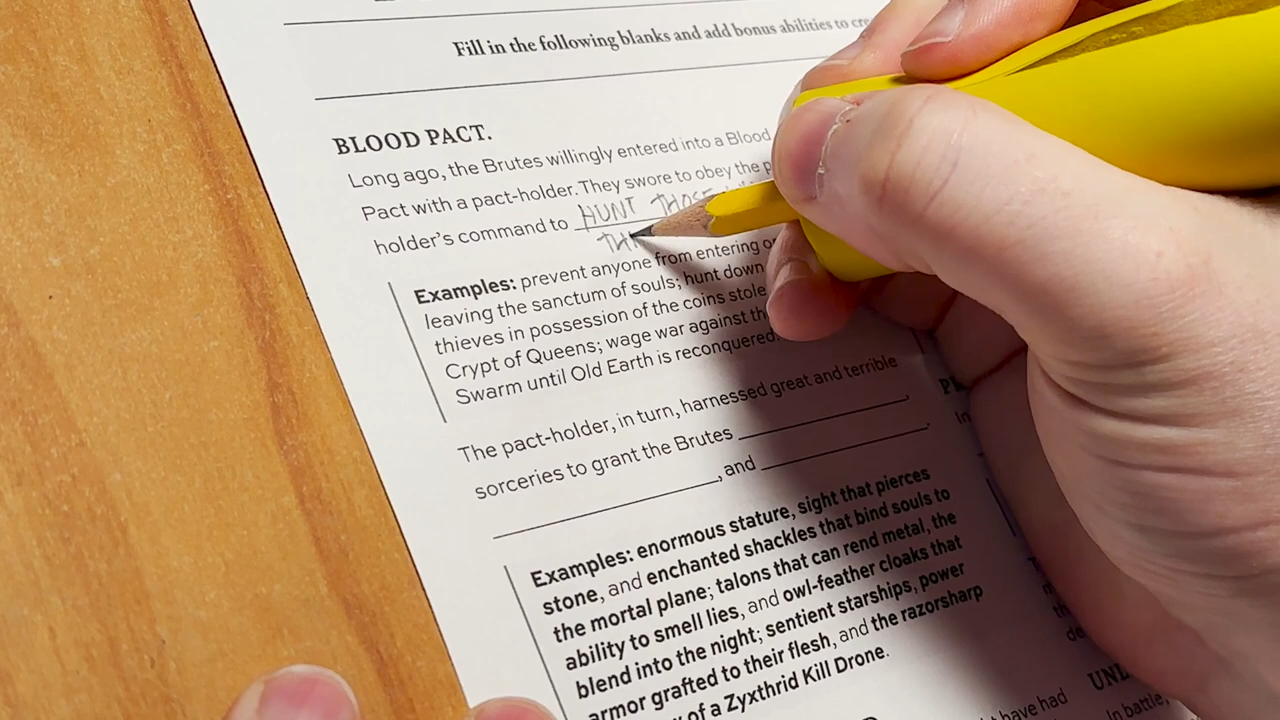 Fill in the following blanks and add bonus abilities to
BLOOD PACT.
Long ago, the Brutes willingly entered into a Blood
Pact with a pact-holder. They swore to obey the
holder's command to HUNT THOSE
TH
Examples: prevent anyone from entering
leaving the sanctum of souls; hunt down
thieves in possession of the coins
Crypt of Queens; wage war against
Swarm until Old Earth is reconquered.
The pact-holder, in turn, harnessed great and terrible
sorceries to grant the Brutes ,
, and .
Examples: enormous stature, sight that pierces
stone, and enchanted shackles that bind souls to
the mortal plane; talons that can rend metal, the
ability to smell lies, and owl-feather cloaks that
blend into the night; sentient starships, power
armor grafted to their flesh, and the razorsharp
of a Zyxthrid Kill Drone.
have had
In battle,